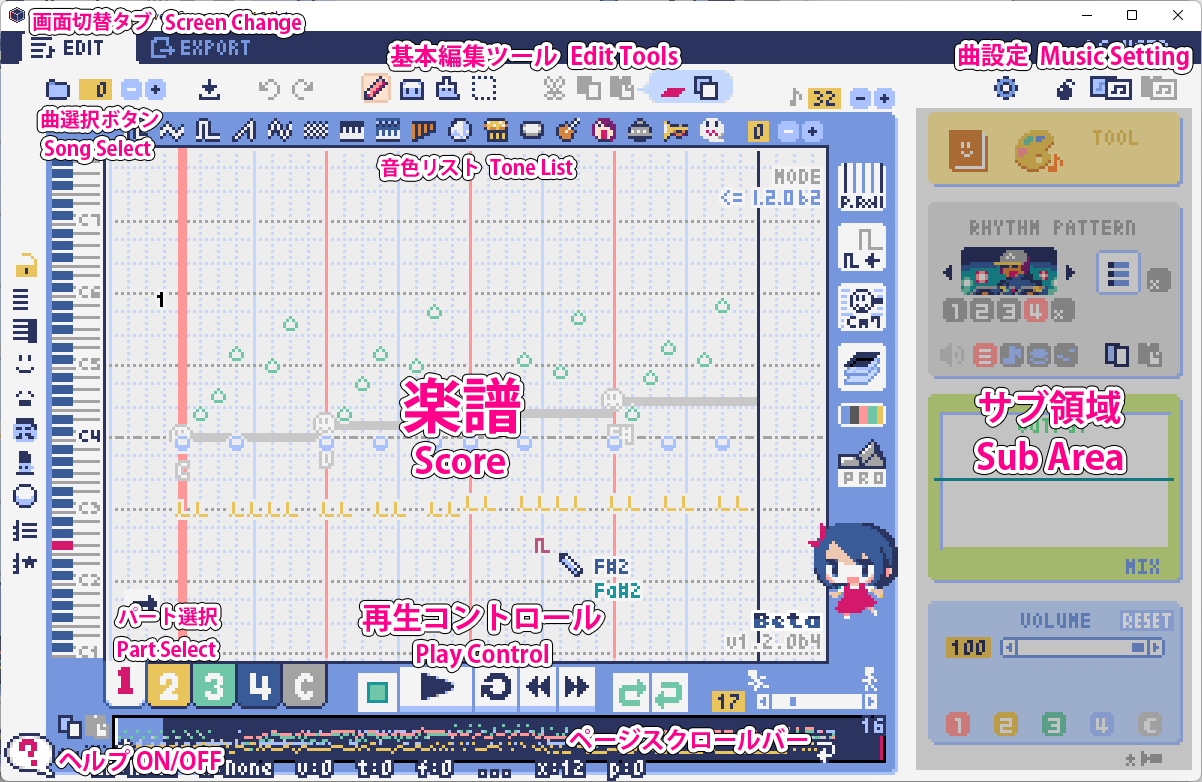 画面切替タブ Screen Change
EDIT
EXPORT
基本編集ツール Edit Tools
曲設定 Music Setting
0
32
曲選択ボタン
Song Select
音色リスト Tone List
0
MODE
<= 1.2.0b2
P.Roll
TOOL
RHYTHM PATTERN
1 2 3 4 x
x
C7
C6
C5
C4
C3
C2
C1
1
楽譜
Score
サブ領域
Sub Area
PRO
MIX
F#2
Fa#2
Beta
v1.2.0b4
VOLUME RESET
100
パート選択
Part Select
再生コントロール
Play Control
1 2 3 4 C
17
16
ページスクロールバー
1 2 3 4 C
?
ヘルプ ON/OFF
none v:0 t:0 f:0 ... x:12 p:0